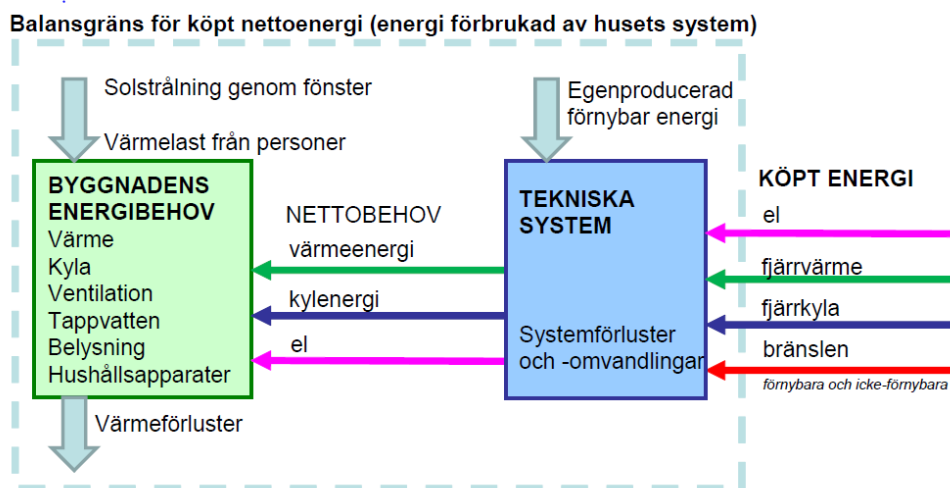 Balansgräns för köpt nettoenergi (energi förbrukad av husets system)
Solstrålning genom fönster
Värmelast från personer
Egenproducerad
förnybar energi
BYGGNADENS
ENERGIBEHOV
Värme
Kyla
Ventilation
Tappvatten
Belysning
Hushållsapparater
NETTOBEHOV
värmeenergi
kylenergi
el
TEKNISKA
SYSTEM
Systemförluster
och -omvandlingar
KÖPT ENERGI
el
fjärrvärme
fjärrkyla
bränslen
förnybara och icke-förnybara
Värmeförluster